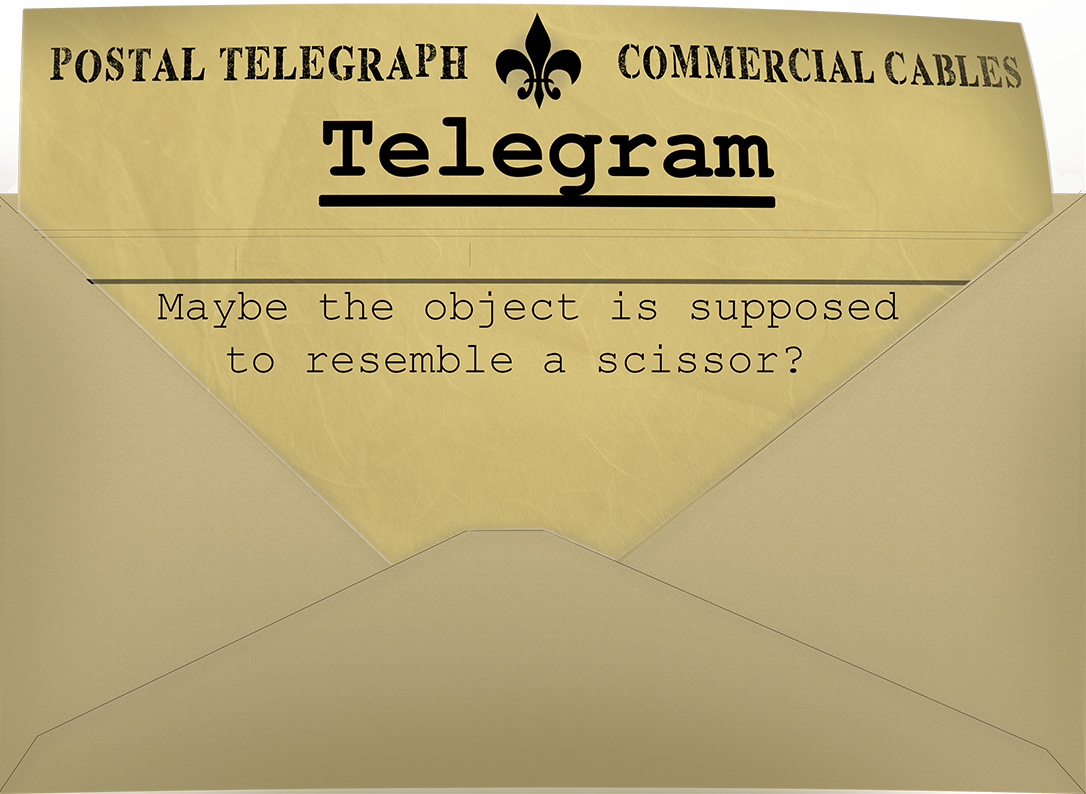 POSTAL TELEGRAPH COMMERCIAL CABLES
Telegram
Maybe the object is supposed
to resemble a scissor?